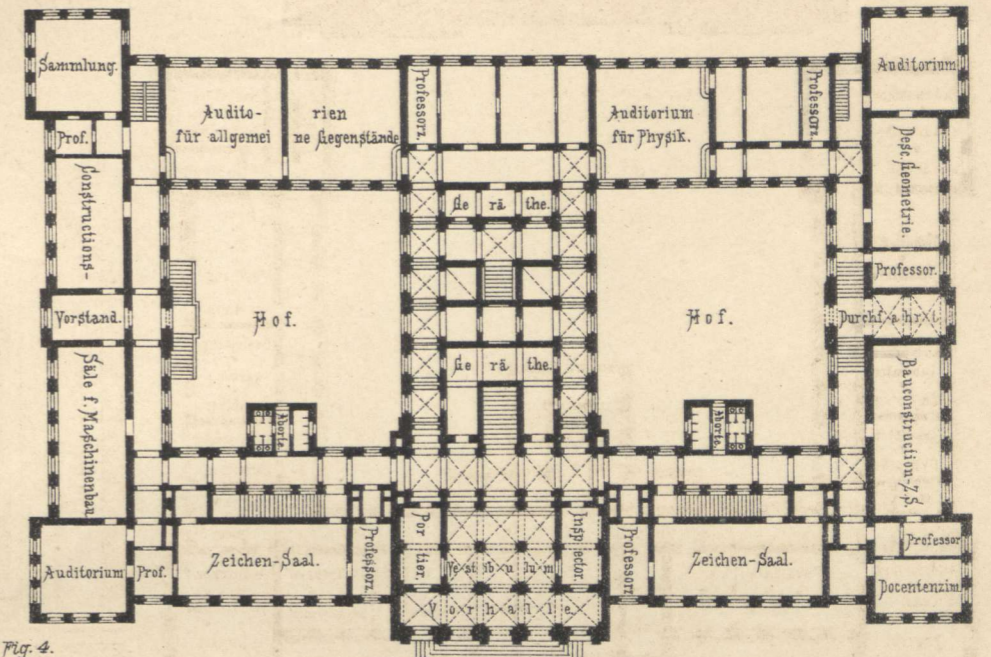 Sammlung.
Auditorium
Professorz.
Professorz.
Audito- rien
für allgemei ne Gegenstände
Auditorium
für Physik.
Prof.
Constructions-
Desc. Geometrie.
Ge rä the.
Professor.
Vorstand.
Hof.
Hof.
Durchfahrt.
Säle f. Maschinenbau
Ge rä the.
Bauconstruction-Z.S.
Aborte.
Aborte.
Auditorium
Prof.
Zeichen-Saal.
Professorz.
Por
tier.
Vestibulum
Inspector.
Professorz
Zeichen-Saal.
Professor
Docentenzim.
Vorhalle.
Fig. 4.